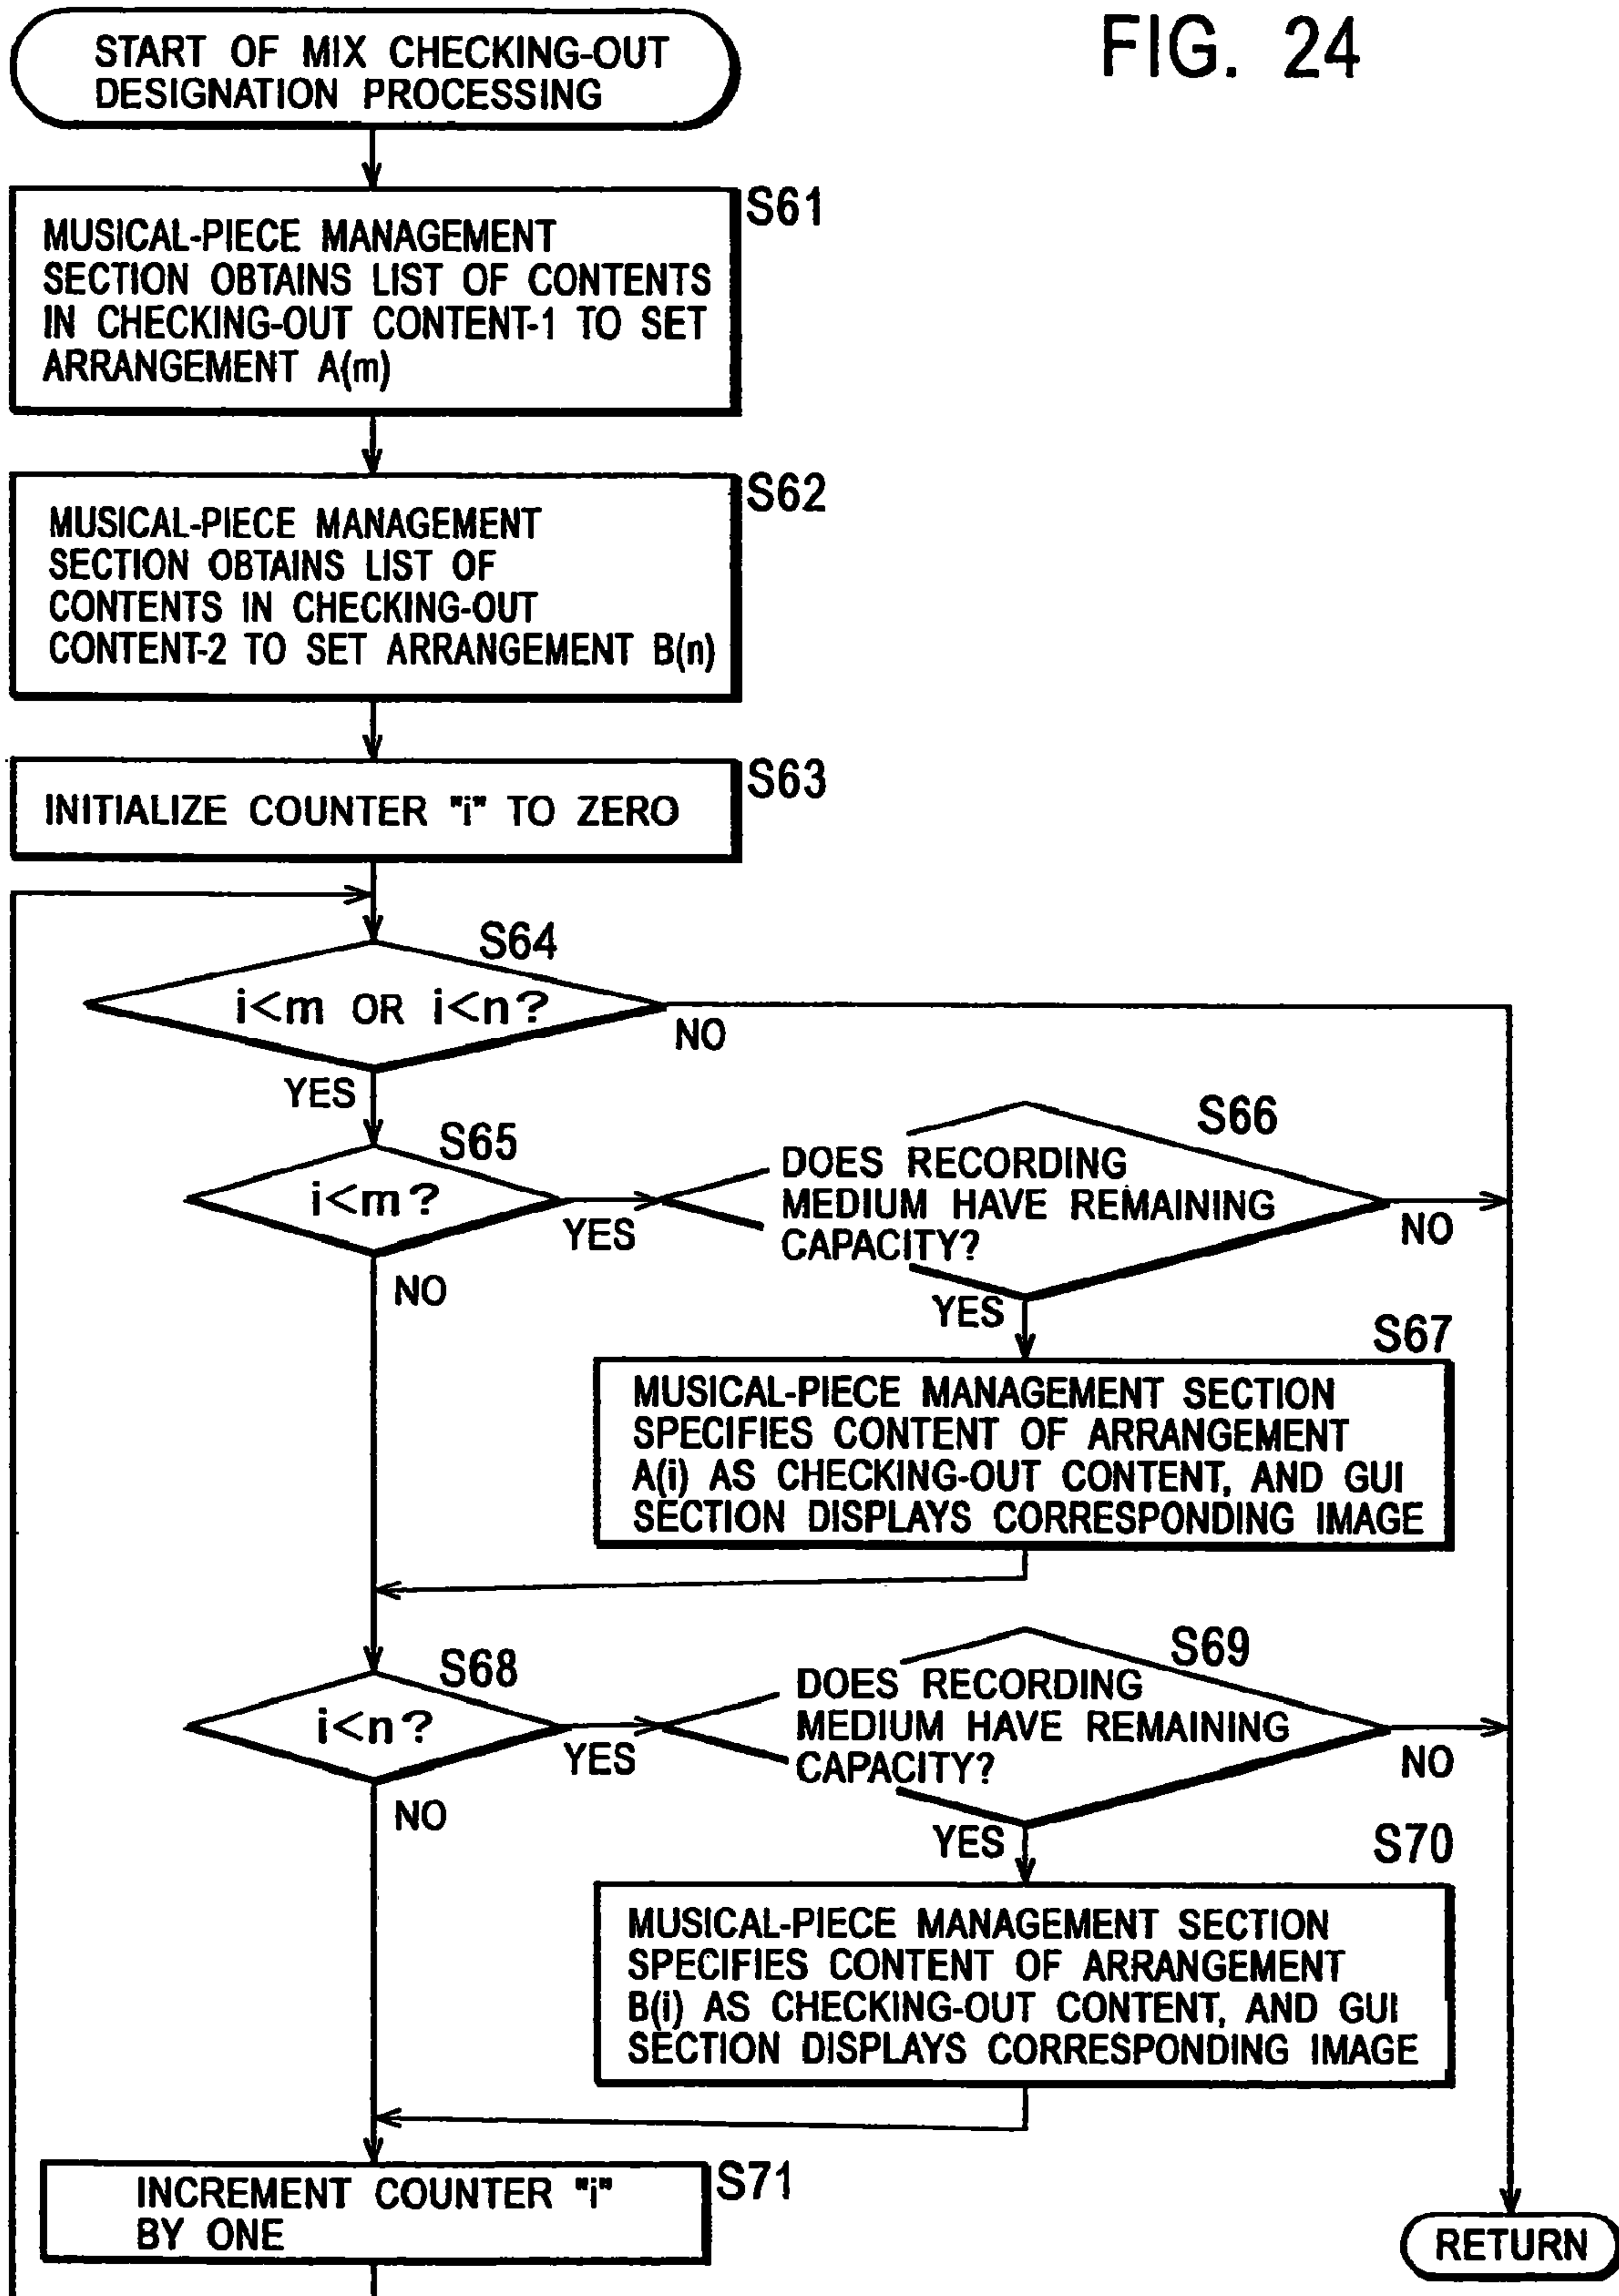 FIG. 24
START OF MIX CHECKING-OUT
DESIGNATION PROCESSING
S61
MUSICAL-PIECE MANAGEMENT
SECTION OBTAINS LIST OF CONTENTS
IN CHECKING-OUT CONTENT-1 TO SET
ARRANGEMENT A(m)
S62
MUSICAL-PIECE MANAGEMENT
SECTION OBTAINS LIST OF
CONTENTS IN CHECKING-OUT
CONTENT-2 TO SET ARRANGEMENT B(n)
S63
INITIALIZE COUNTER "i" TO ZERO
S64
i<m OR i<n?
NO
YES
S65
i<m?
YES
NO
S66
DOES RECORDING
MEDIUM HAVE REMAINING
CAPACITY?
NO
YES
S67
MUSICAL-PIECE MANAGEMENT SECTION
SPECIFIES CONTENT OF ARRANGEMENT
A(i) AS CHECKING-OUT CONTENT, AND GUI
SECTION DISPLAYS CORRESPONDING IMAGE
S68
i<n?
YES
NO
S69
DOES RECORDING
MEDIUM HAVE REMAINING
CAPACITY?
NO
YES
S70
MUSICAL-PIECE MANAGEMENT SECTION
SPECIFIES CONTENT OF ARRANGEMENT
B(i) AS CHECKING-OUT CONTENT, AND GUI
SECTION DISPLAYS CORRESPONDING IMAGE
S71
INCREMENT COUNTER "i"
BY ONE
RETURN